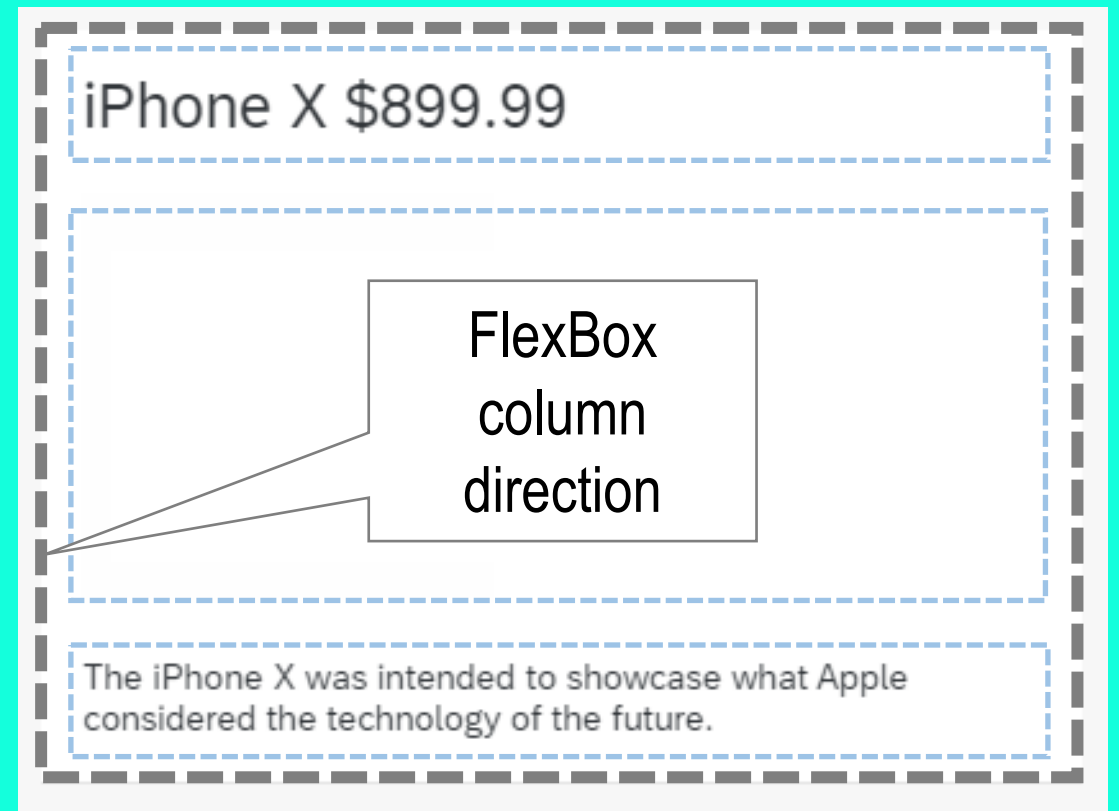 iPhone X $899.99
FlexBox
column
direction
The iPhone X was intended to showcase what Apple
considered the technology of the future.